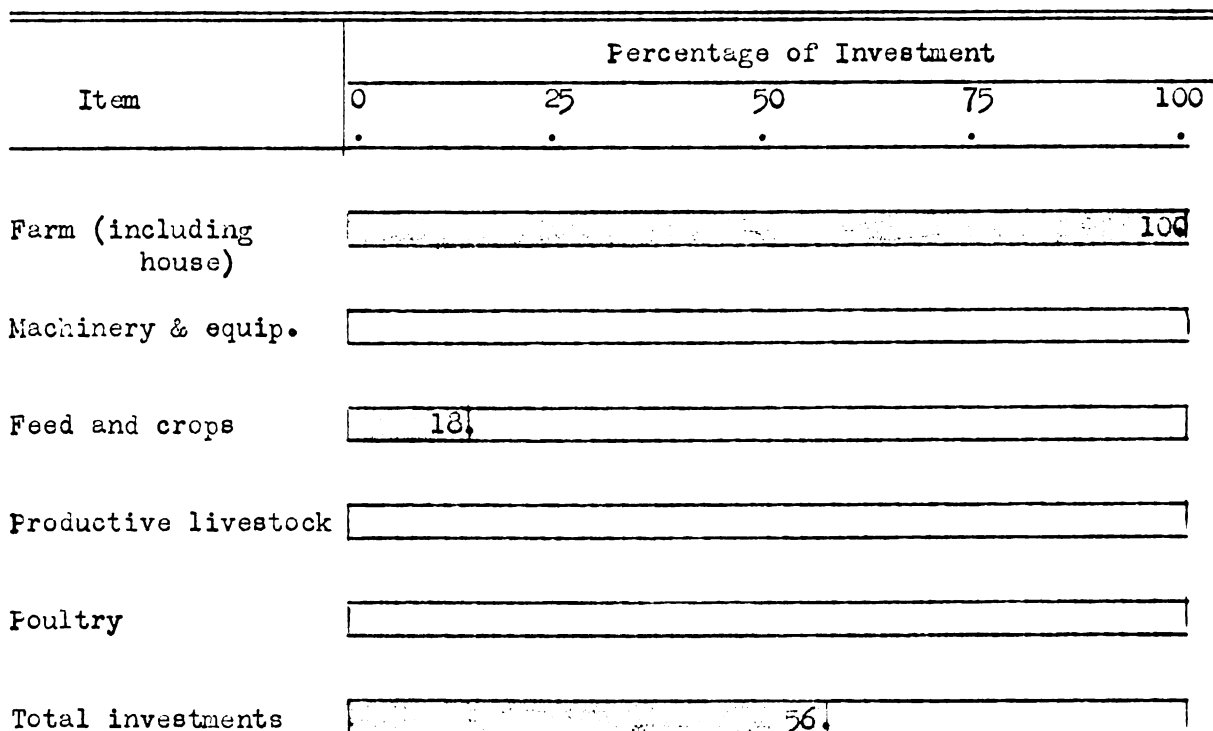 Percentage of Investment
Item 0 25 50 75 100
Farm (including 100
house)
Machinery & equip.
Feed and crops 18
Productive livestock
Poultry
Total investments 56